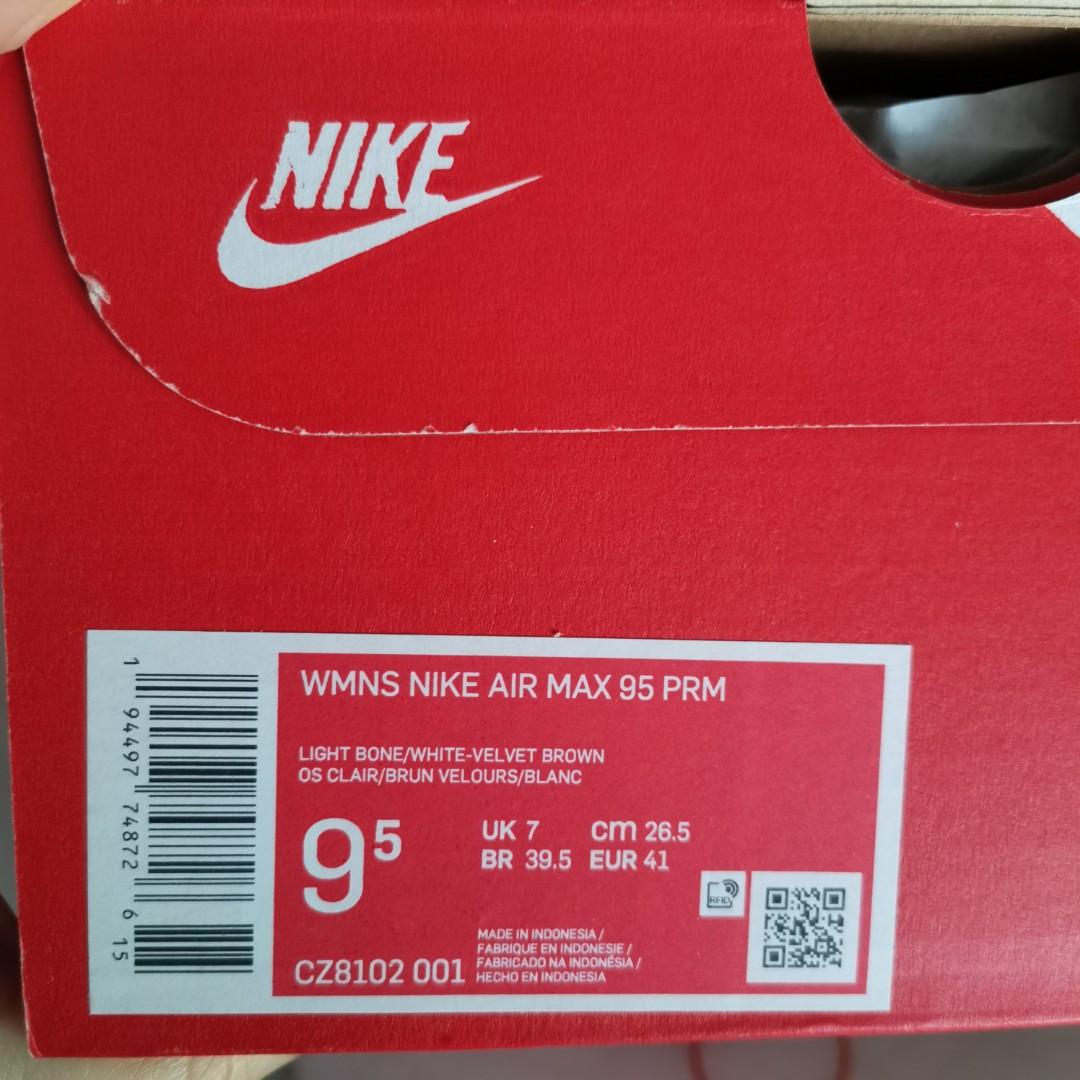 NIKE
WMNS NIKE AIR MAX 95 PRM
LIGHT BONE/WHITE-VELVET BROWN
OS CLAIR/BRUN VELOURS/BLANC
9⁵
UK 7 cm 26.5
BR 39.5 EUR 41
RFID
MADE IN INDONESIA /
FABRIQUE EN INDONESIE /
FABRICADO NA INDONÉSIA /
HECHO EN INDONESIA
CZ8102 001
1 94497 74872 6 15